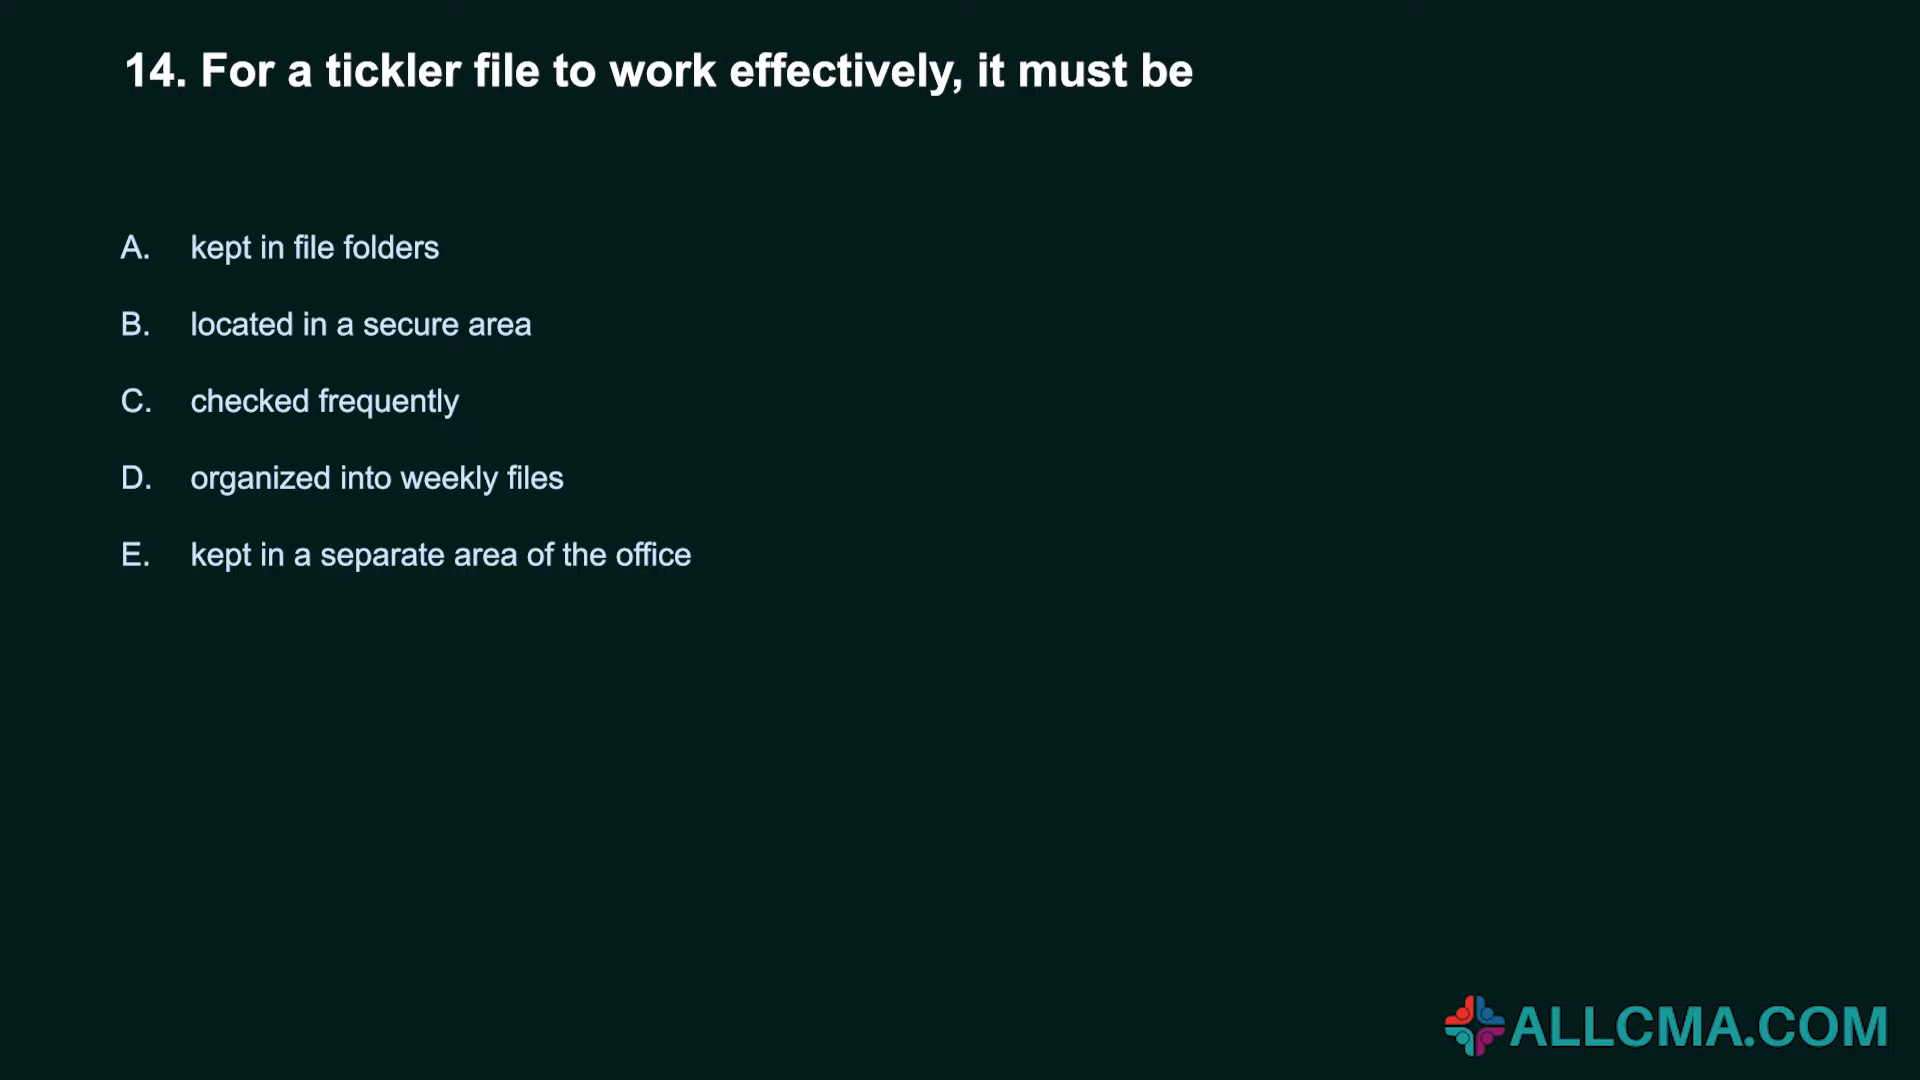 14. For a tickler file to work effectively, it must be
A. kept in file folders
B. located in a secure area
C. checked frequently
D. organized into weekly files
E. kept in a separate area of the office
ALLCMA.COM